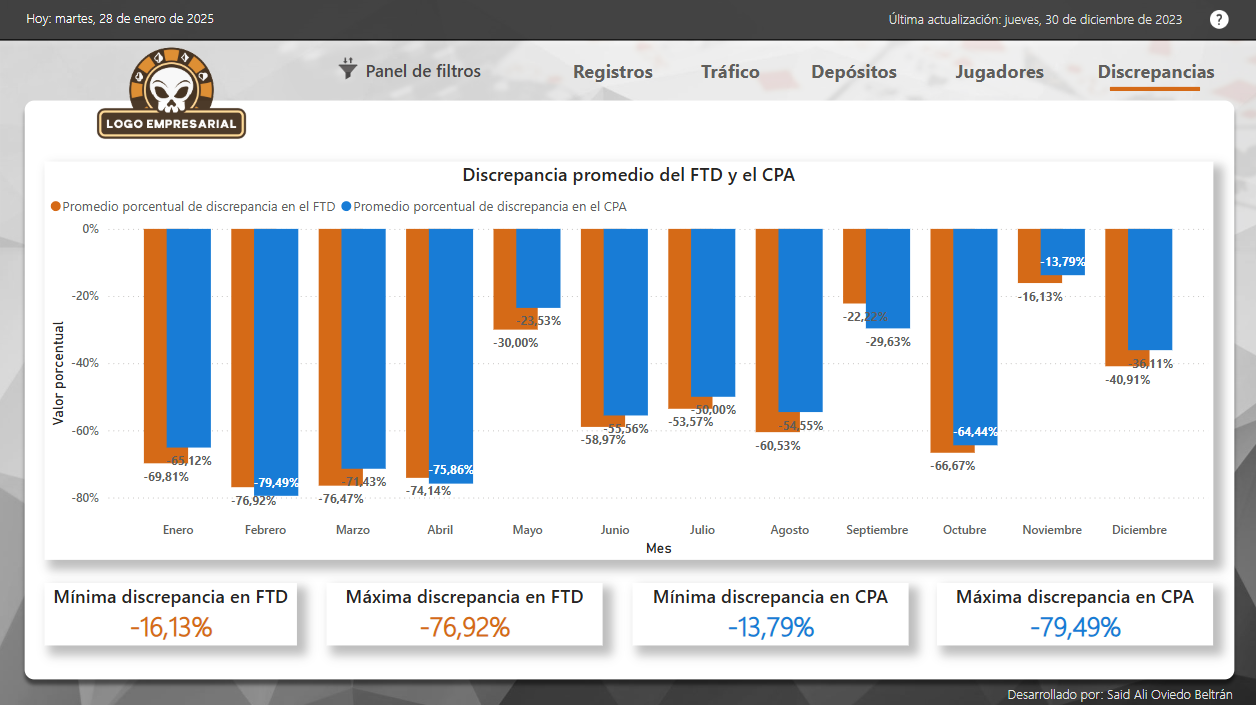 Hoy: martes, 28 de enero de 2025
Última actualización: jueves, 30 de diciembre de 2023
?
LOGO EMPRESARIAL
Panel de filtros
Registros
Tráfico
Depósitos
Jugadores
Discrepancias
Discrepancia promedio del FTD y el CPA
Promedio porcentual de discrepancia en el FTD
Promedio porcentual de discrepancia en el CPA
Valor porcentual
0%
-20%
-40%
-60%
-80%
-69,81%
-65,12%
-76,92%
-79,49%
-76,47%
-71,43%
-74,14%
-75,86%
-30,00%
-23,53%
-58,97%
-55,56%
-53,57%
-50,00%
-60,53%
-54,55%
-22,22%
-29,63%
-66,67%
-64,44%
-16,13%
-13,79%
-40,91%
-36,11%
Enero
Febrero
Marzo
Abril
Mayo
Junio
Julio
Agosto
Septiembre
Octubre
Noviembre
Diciembre
Mes
Mínima discrepancia en FTD
-16,13%
Máxima discrepancia en FTD
-76,92%
Mínima discrepancia en CPA
-13,79%
Máxima discrepancia en CPA
-79,49%
Desarrollado por: Said Ali Oviedo Beltrán